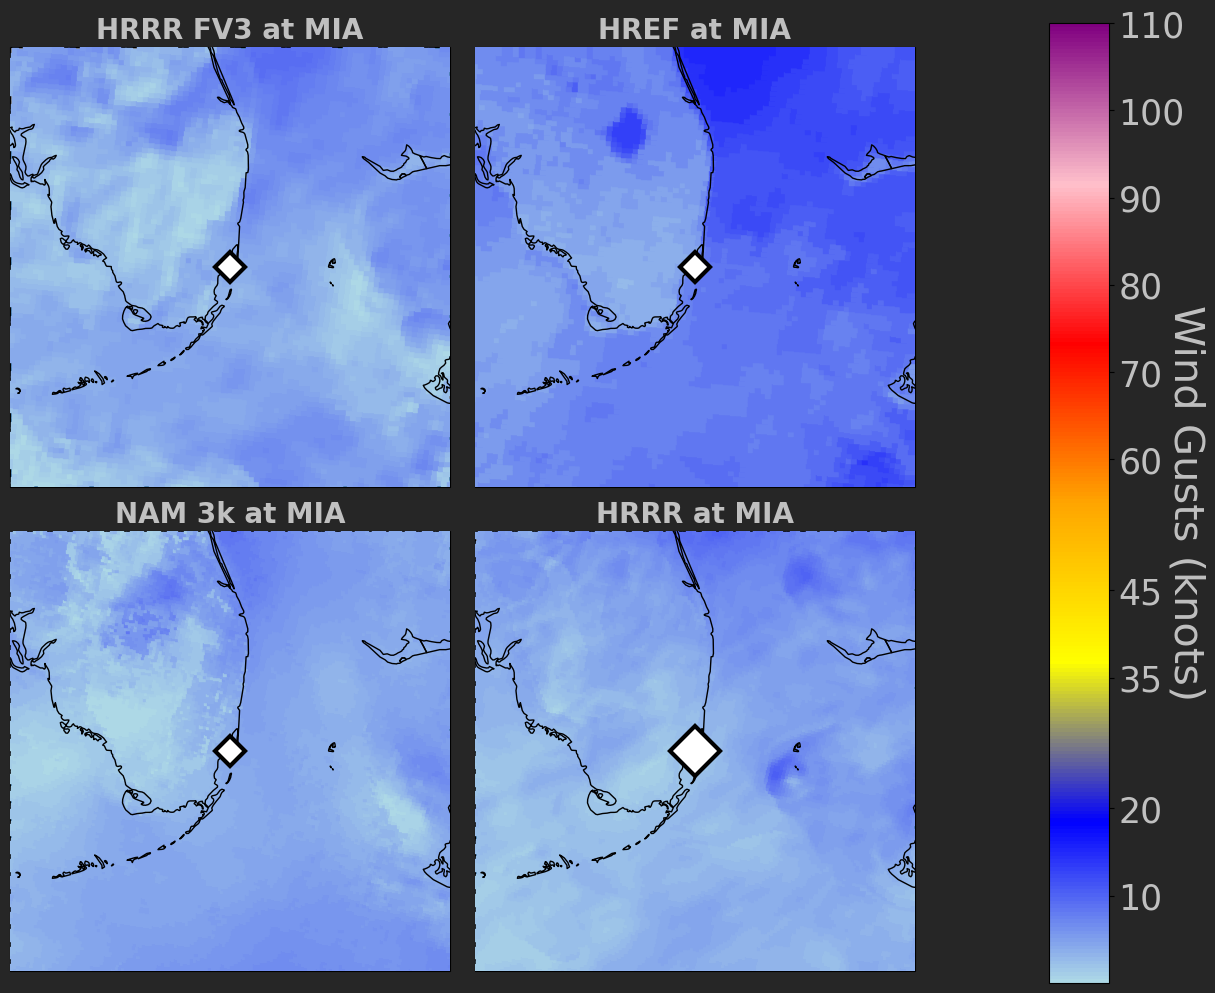 HRRR FV3 at MIA
HREF at MIA
NAM 3k at MIA
HRRR at MIA
110
100
90
80
70
60
45
35
20
10
Wind Gusts (knots)